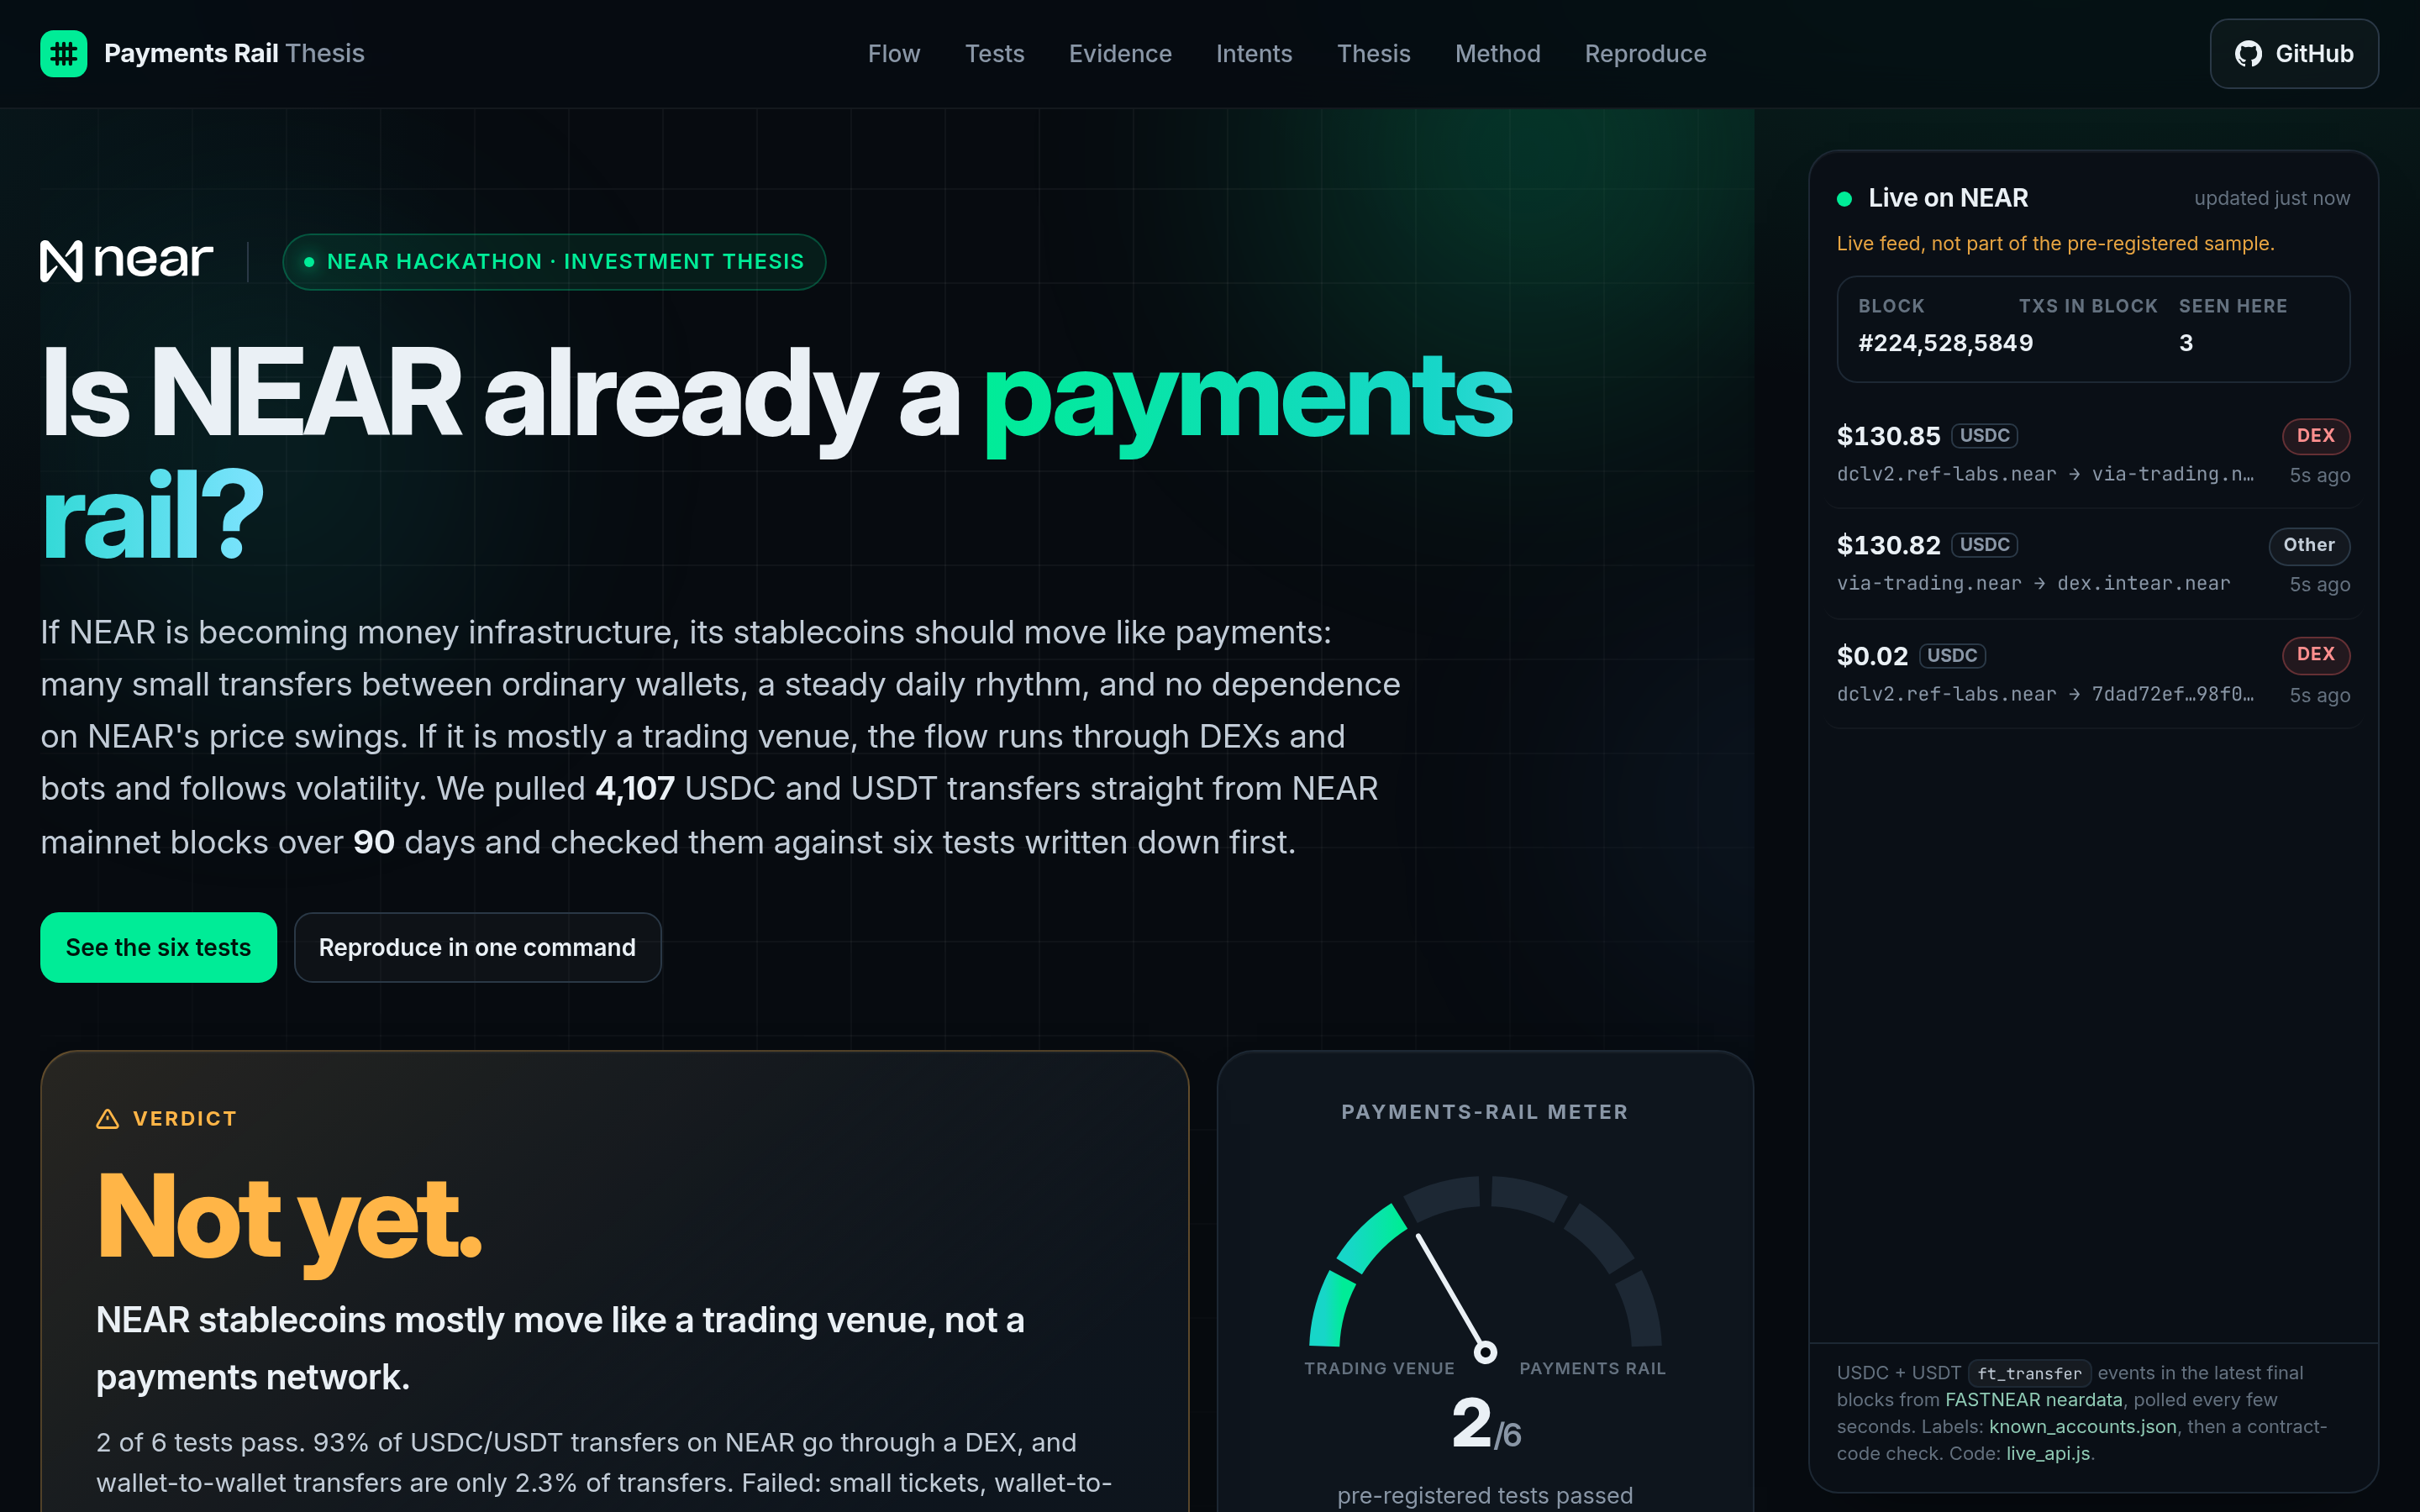 Payments Rail Thesis
Flow
Tests
Evidence
Intents
Thesis
Method
Reproduce
GitHub
near
NEAR HACKATHON · INVESTMENT THESIS
Is NEAR already a payments
rail?
If NEAR is becoming money infrastructure, its stablecoins should move like payments:
many small transfers between ordinary wallets, a steady daily rhythm, and no dependence
on NEAR's price swings. If it is mostly a trading venue, the flow runs through DEXs and
bots and follows volatility. We pulled 4,107 USDC and USDT transfers straight from NEAR
mainnet blocks over 90 days and checked them against six tests written down first.
See the six tests
Reproduce in one command
VERDICT
Not yet.
NEAR stablecoins mostly move like a trading venue, not a
payments network.
2 of 6 tests pass. 93% of USDC/USDT transfers on NEAR go through a DEX, and
wallet-to-wallet transfers are only 2.3% of transfers. Failed: small tickets, wallet-to-
PAYMENTS-RAIL METER
TRADING VENUE
PAYMENTS RAIL
2/6
pre-registered tests passed
Live on NEAR
updated just now
Live feed, not part of the pre-registered sample.
BLOCK TXS IN BLOCK SEEN HERE
#224,528,5849 3
$130.85 USDC DEX
dclv2.ref-labs.near → via-trading.n… 5s ago
$130.82 USDC Other
via-trading.near → dex.intear.near 5s ago
$0.02 USDC DEX
dclv2.ref-labs.near → 7dad72ef…98f0… 5s ago
USDC + USDT ft_transfer events in the latest final
blocks from FASTNEAR neardata, polled every few
seconds. Labels: known_accounts.json, then a contract-
code check. Code: live_api.js.